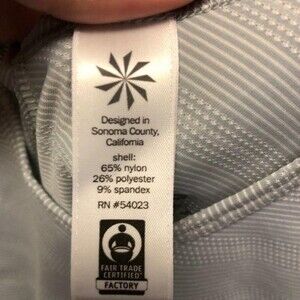 Designed in
Sonoma County,
California
shell:
65% nylon
26% polyester
9% spandex
RN #54023
FAIR TRADE
CERTIFIED
FACTORY